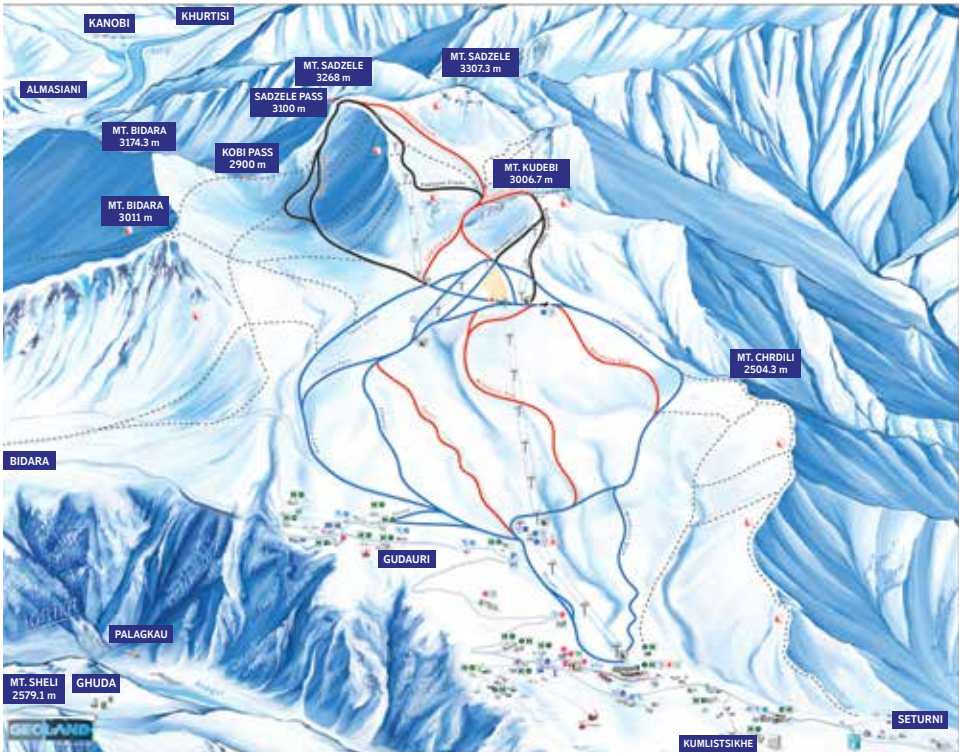 KHURTISI
KANOBI
MT. SADZELE
3307.3 m
MT. SADZELE
3268 m
ALMASIANI
SADZELE PASS
3100 m
MT. BIDARA
3174.3 m
KOBI PASS
2900 m
MT. KUDEBI
3006.7 m
MT. BIDARA
3011 m
MT. CHRDILI
2504.3 m
BIDARA
GUDAURI
PALAGKAU
MT. SHELI
2579.1 m
GHUDA
SETURNI
GEOLAND
KUMLISTSIKHE